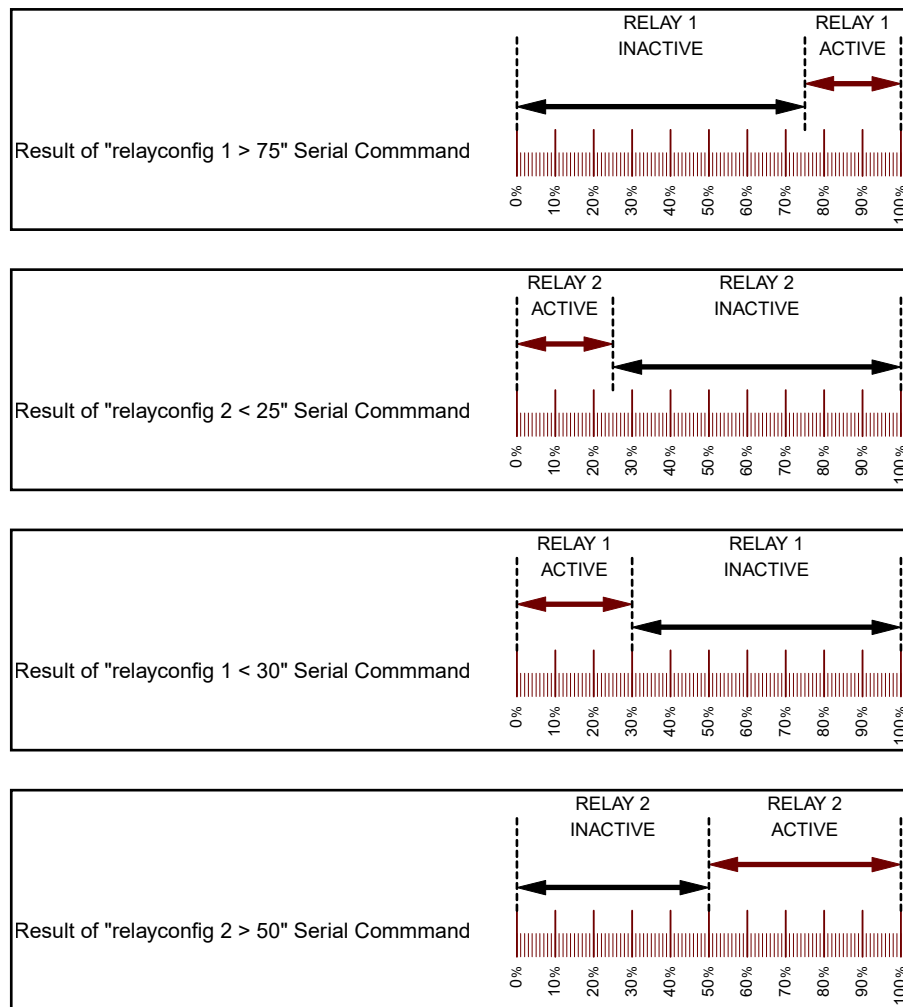 RELAY 1 RELAY 1
INACTIVE ACTIVE
Result of "relayconfig 1 > 75" Serial Commmand
0% 10% 20% 30% 40% 50% 60% 70% 80% 90% 100%
RELAY 2 RELAY 2
ACTIVE INACTIVE
Result of "relayconfig 2 < 25" Serial Commmand
0% 10% 20% 30% 40% 50% 60% 70% 80% 90% 100%
RELAY 1 RELAY 1
ACTIVE INACTIVE
Result of "relayconfig 1 < 30" Serial Commmand
0% 10% 20% 30% 40% 50% 60% 70% 80% 90% 100%
RELAY 2 RELAY 2
INACTIVE ACTIVE
Result of "relayconfig 2 > 50" Serial Commmand
0% 10% 20% 30% 40% 50% 60% 70% 80% 90% 100%